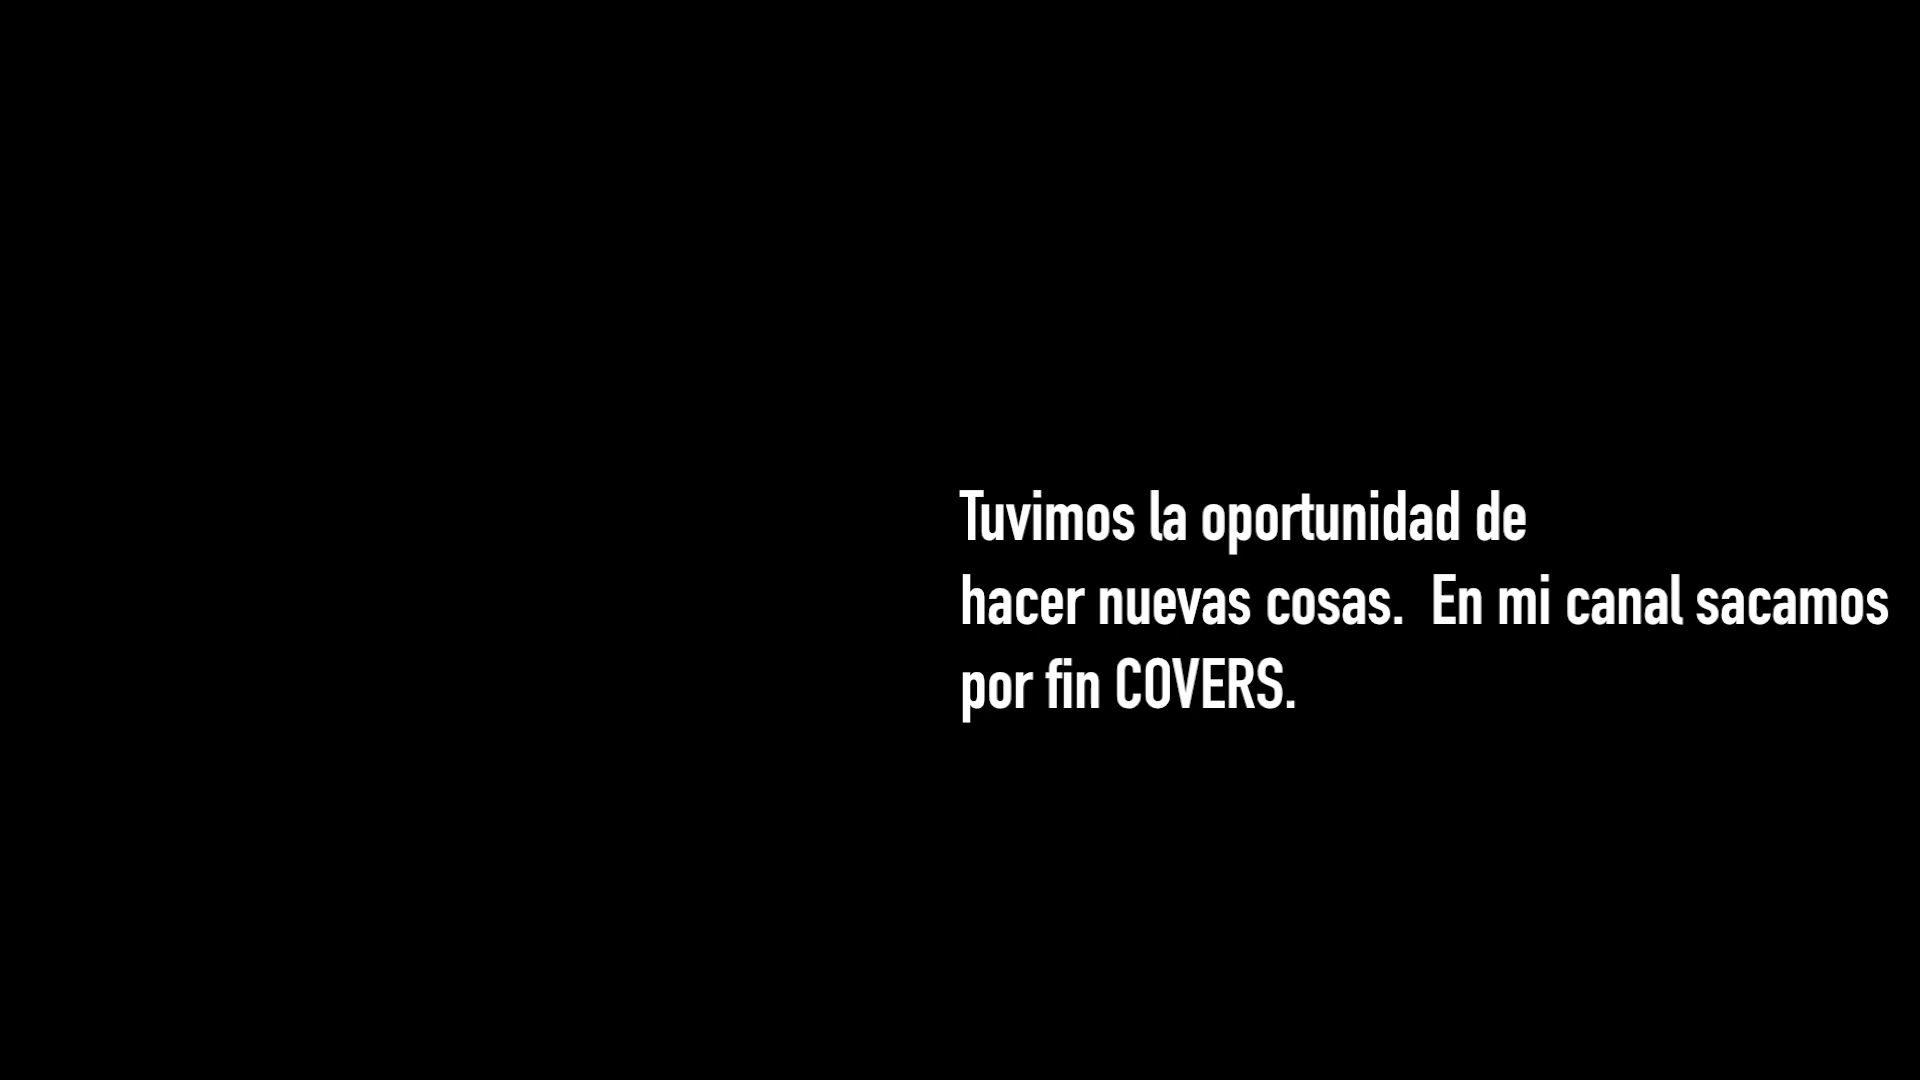 Tuvimos la oportunidad de
hacer nuevas cosas.  En mi canal sacamos
por fin COVERS.